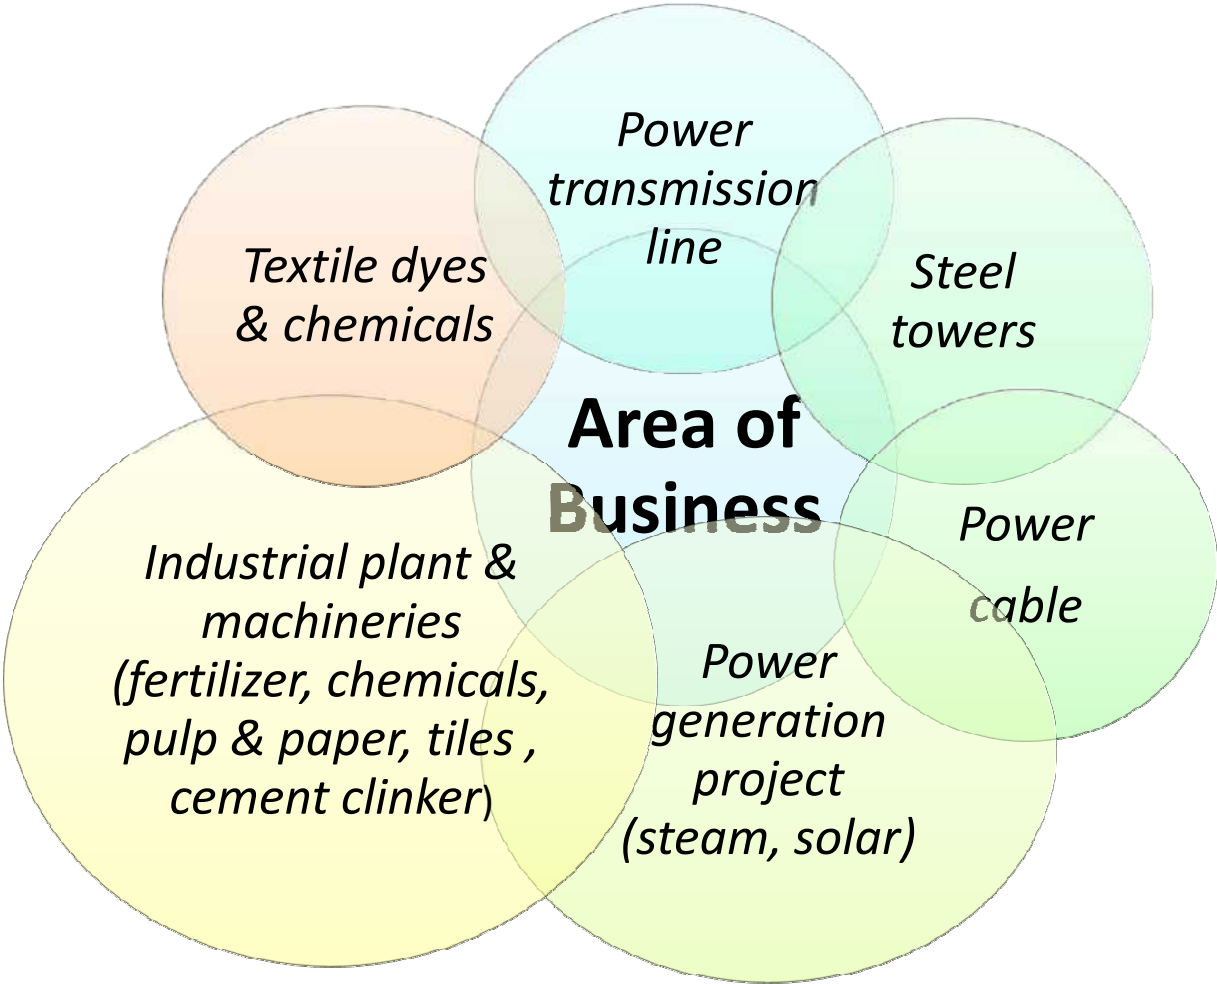 Power
transmission
line
Textile dyes
& chemicals
Steel
towers
Area of
Business
Power
cable
Industrial plant &
machineries
(fertilizer, chemicals,
pulp & paper, tiles ,
cement clinker)
Power
generation
project
(steam, solar)